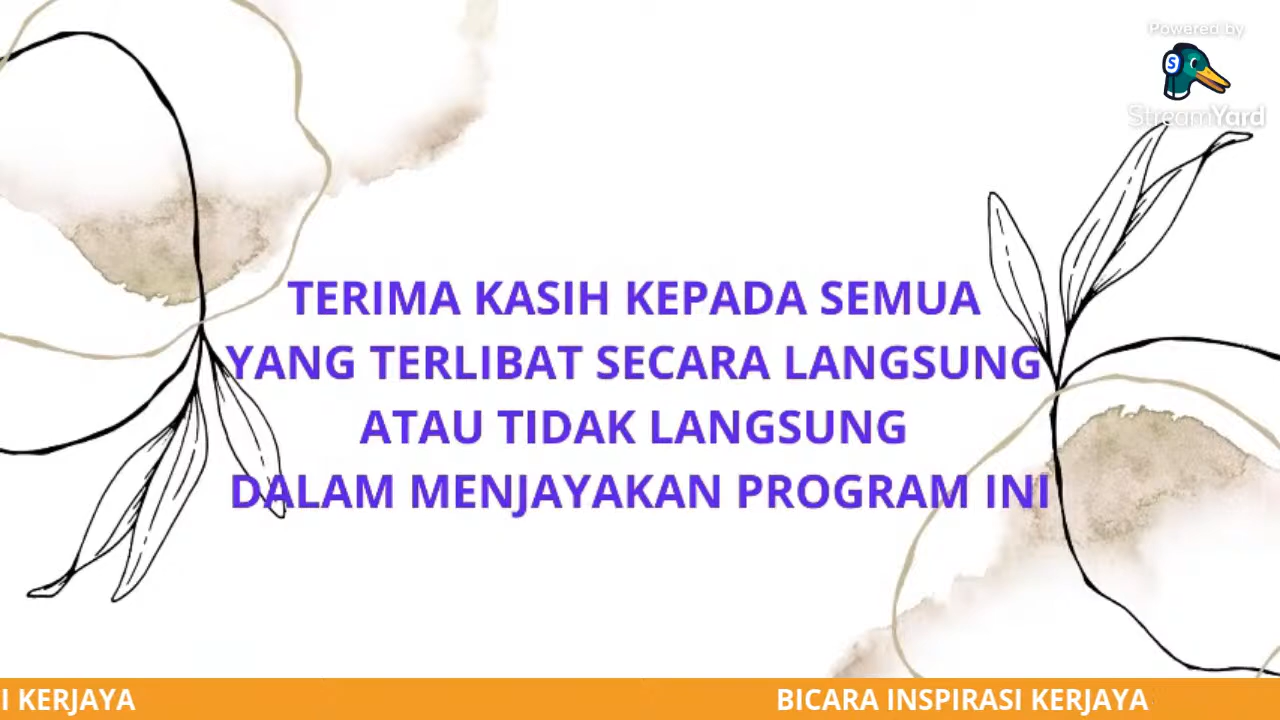 Powered by
StreamYard
TERIMA KASIH KEPADA SEMUA
YANG TERLIBAT SECARA LANGSUNG
ATAU TIDAK LANGSUNG
DALAM MENJAYAKAN PROGRAM INI
I KERJAYA
BICARA INSPIRASI KERJAYA